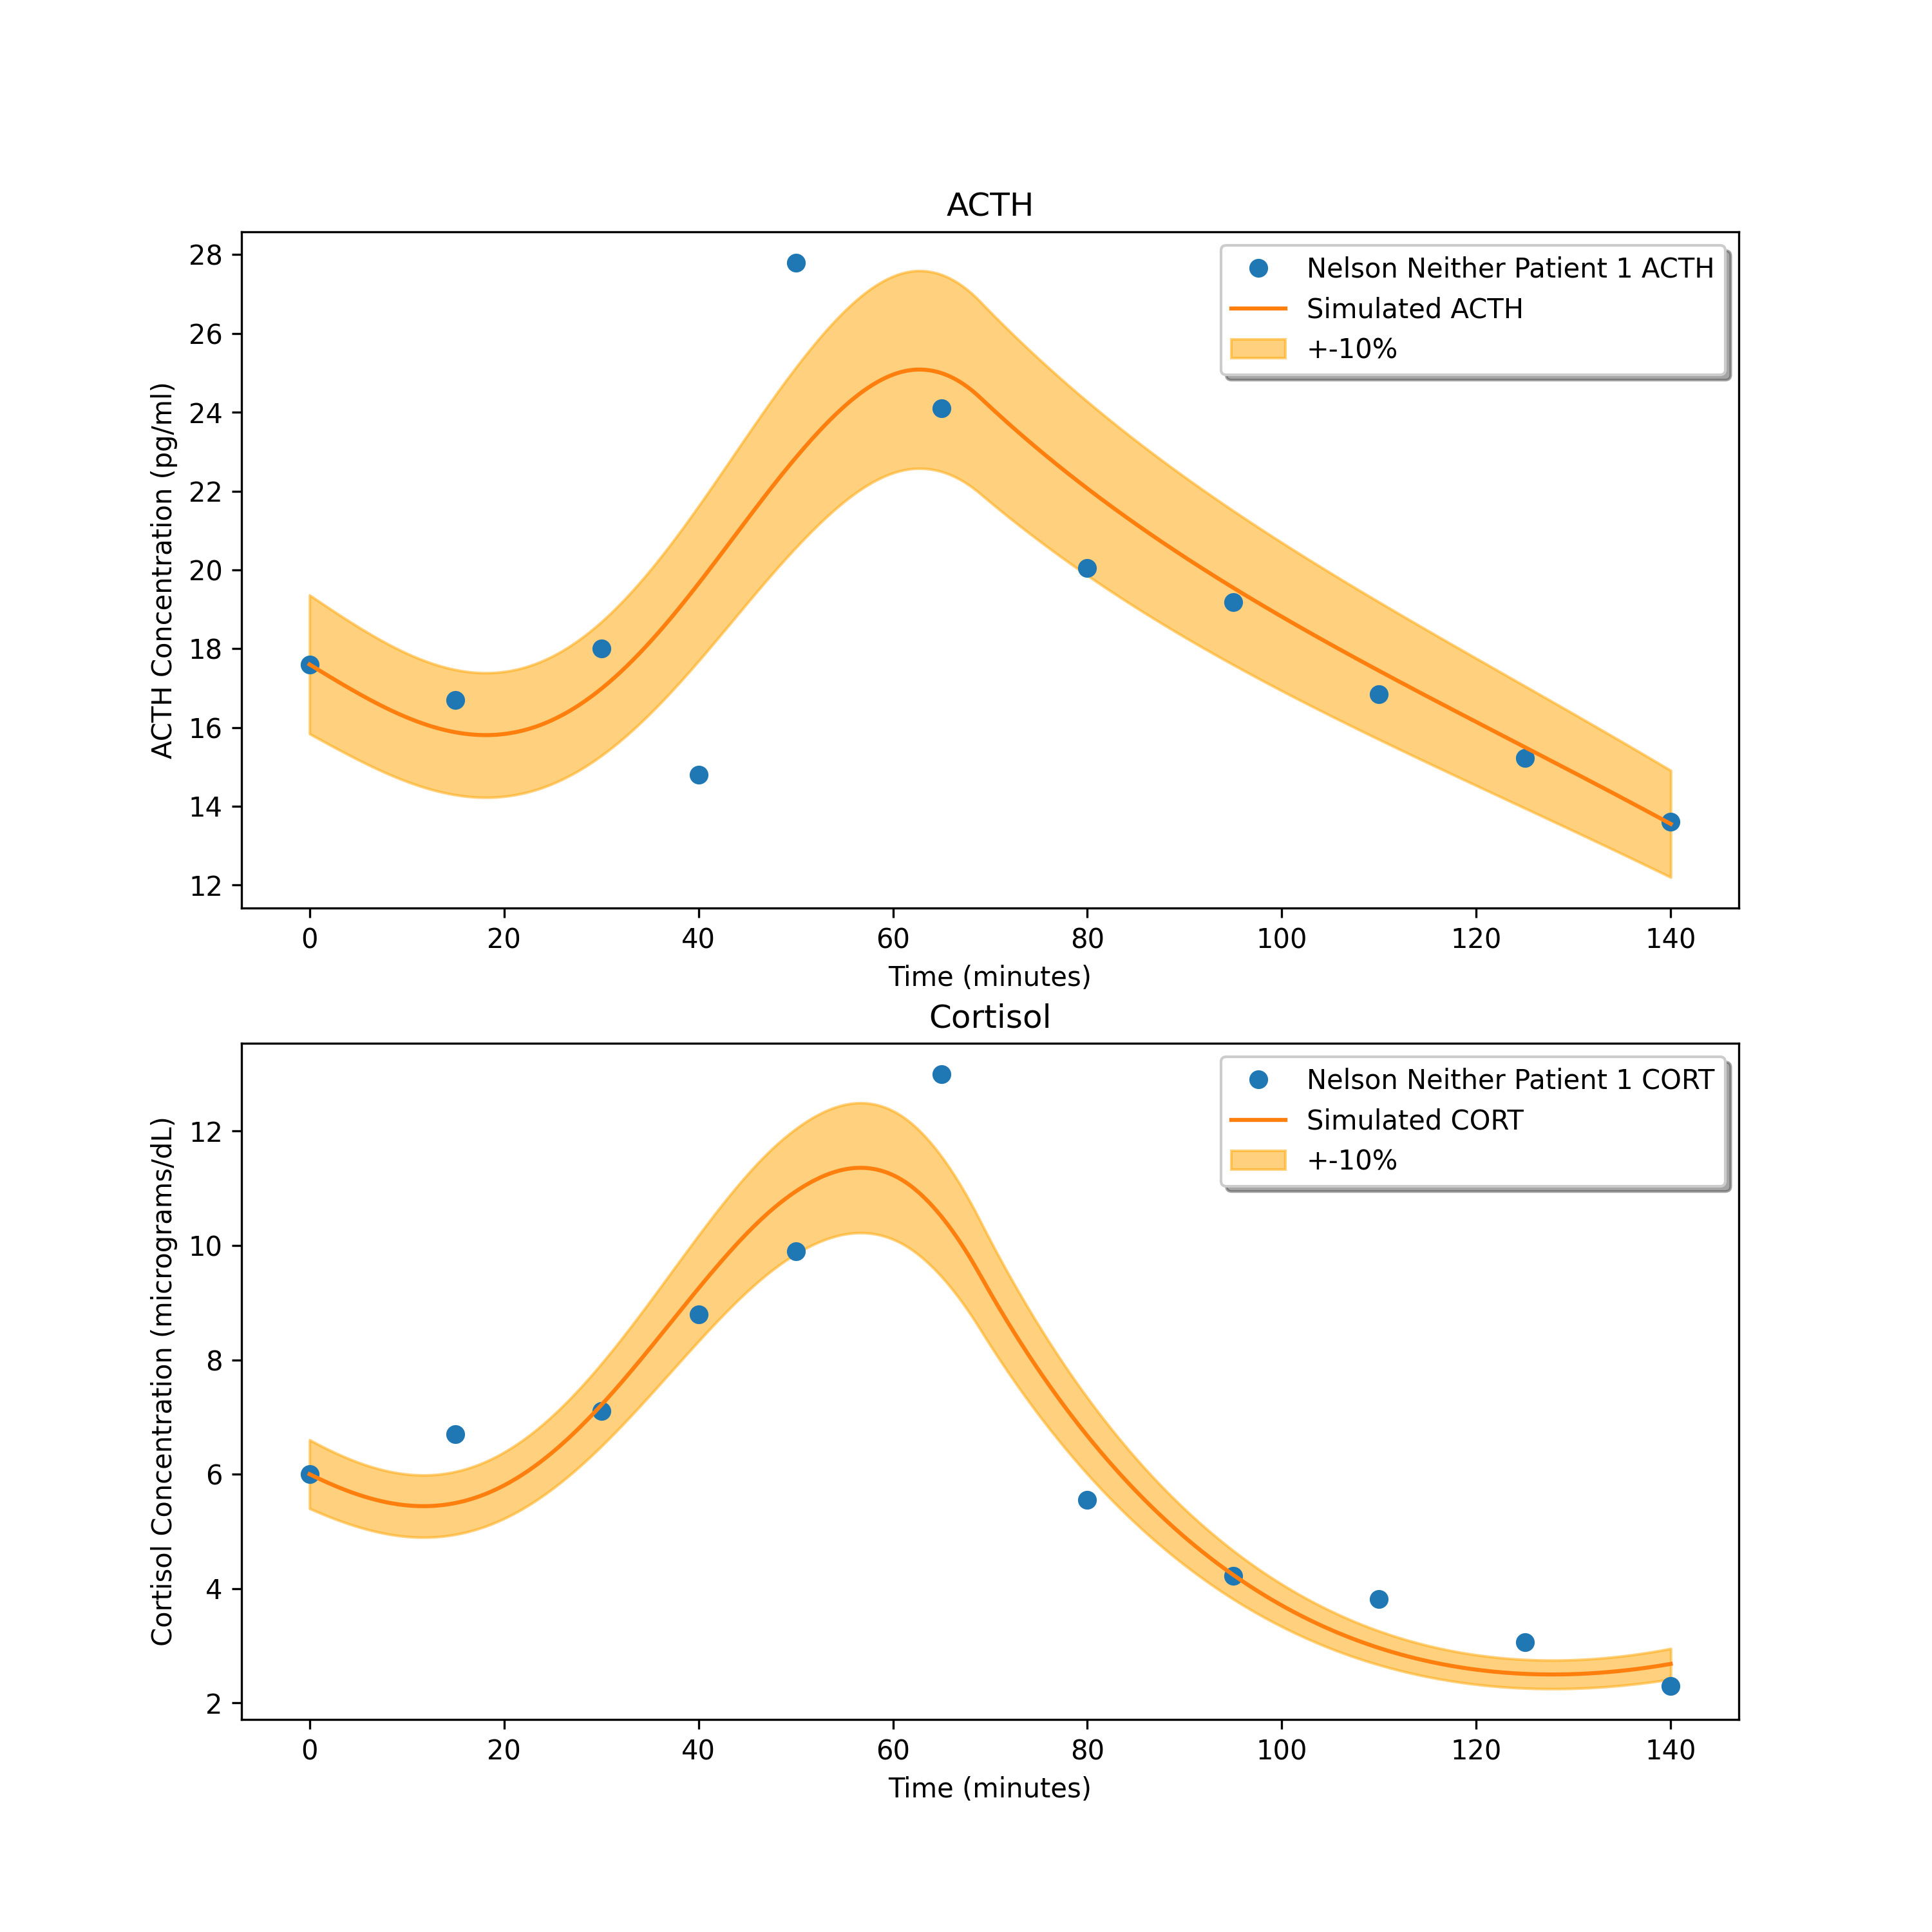 ACTH
28
26
24
22
20
18
16
14
12
ACTH Concentration (pg/ml)
Nelson Neither Patient 1 ACTH
Simulated ACTH
+-10%
0 20 40 60 80 100 120 140
Time (minutes)
Cortisol
12
10
8
6
4
2
Cortisol Concentration (micrograms/dL)
Nelson Neither Patient 1 CORT
Simulated CORT
+-10%
0 20 40 60 80 100 120 140
Time (minutes)